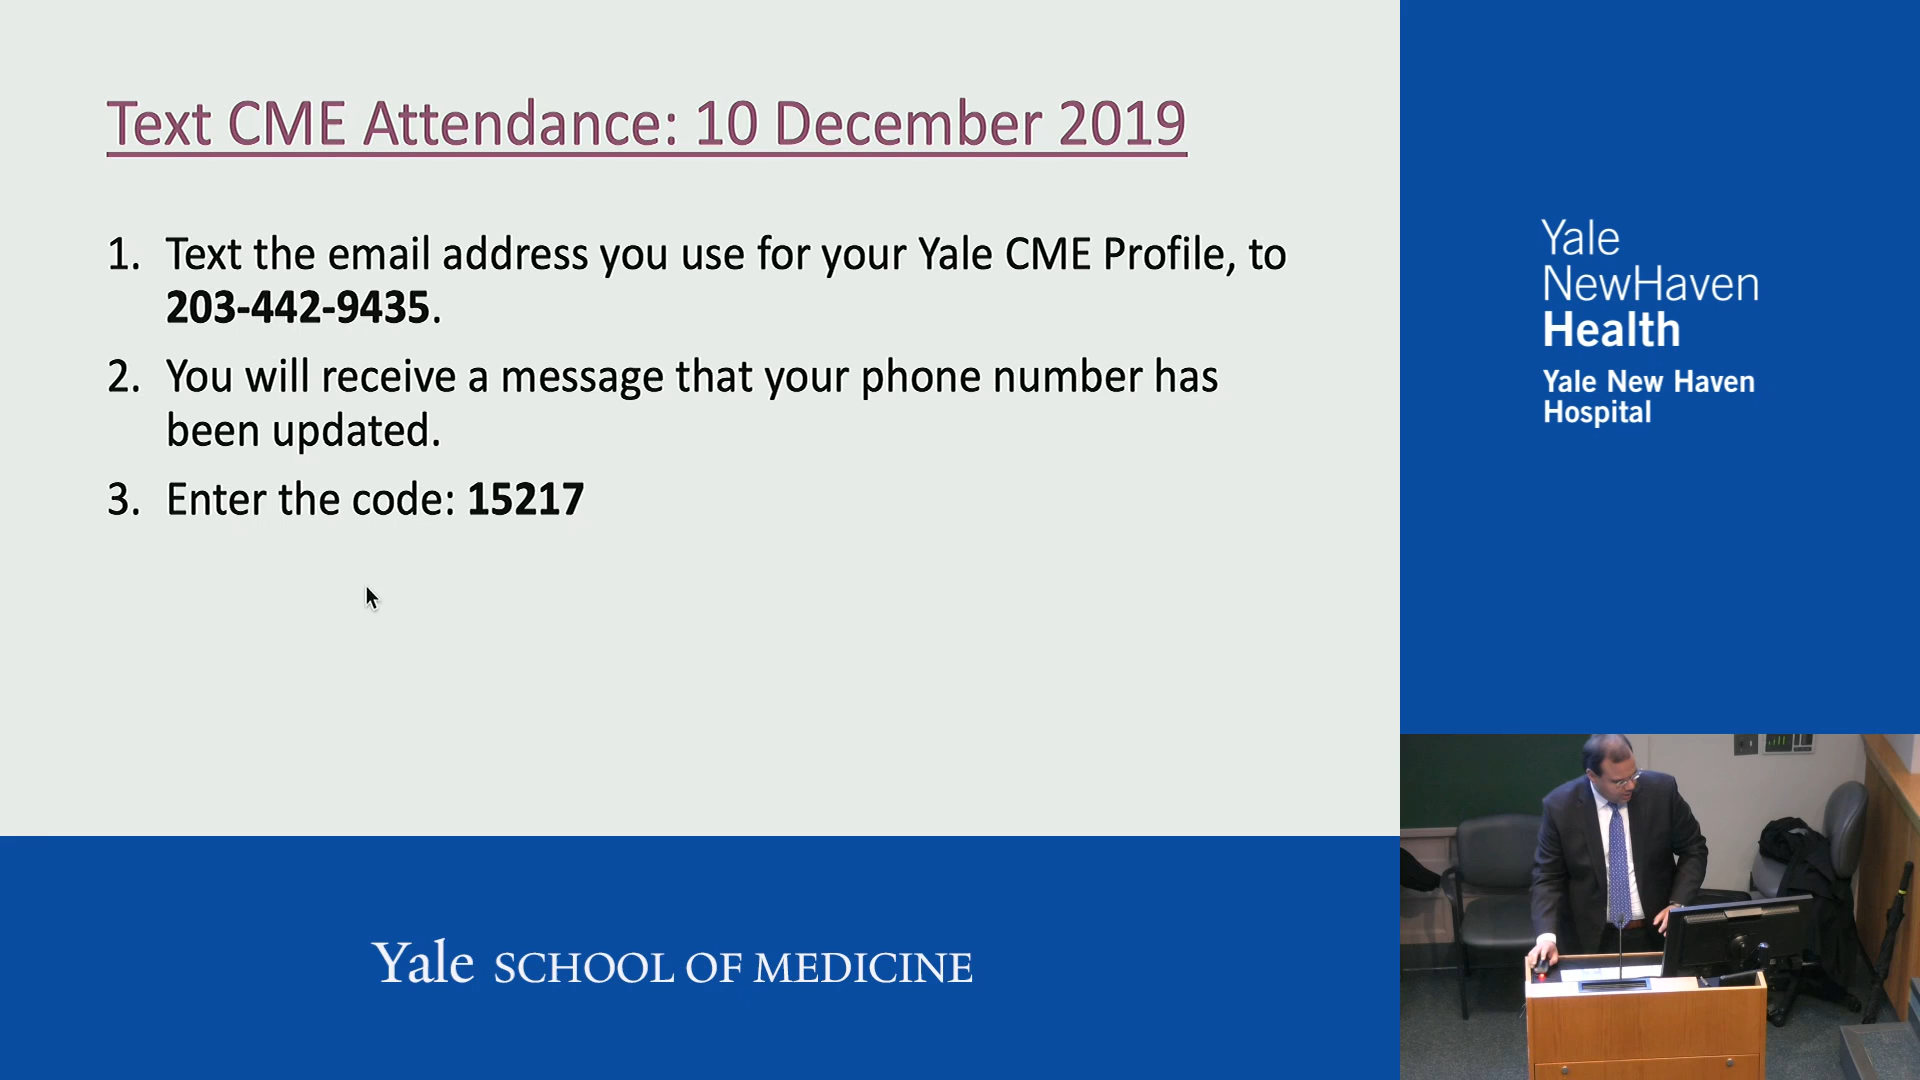 Text CME Attendance: 10 December 2019
1. Text the email address you use for your Yale CME Profile, to
203-442-9435.
2. You will receive a message that your phone number has
been updated.
3. Enter the code: 15217
Yale
NewHaven
Health
Yale New Haven
Hospital
Yale SCHOOL OF MEDICINE